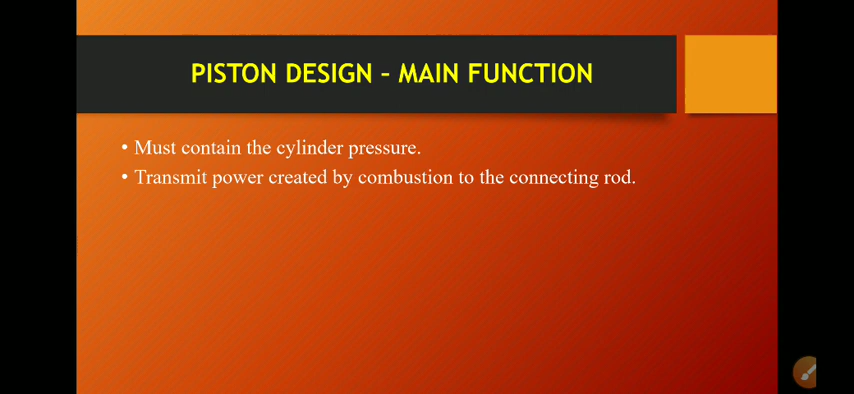 PISTON DESIGN – MAIN FUNCTION
• Must contain the cylinder pressure.
• Transmit power created by combustion to the connecting rod.